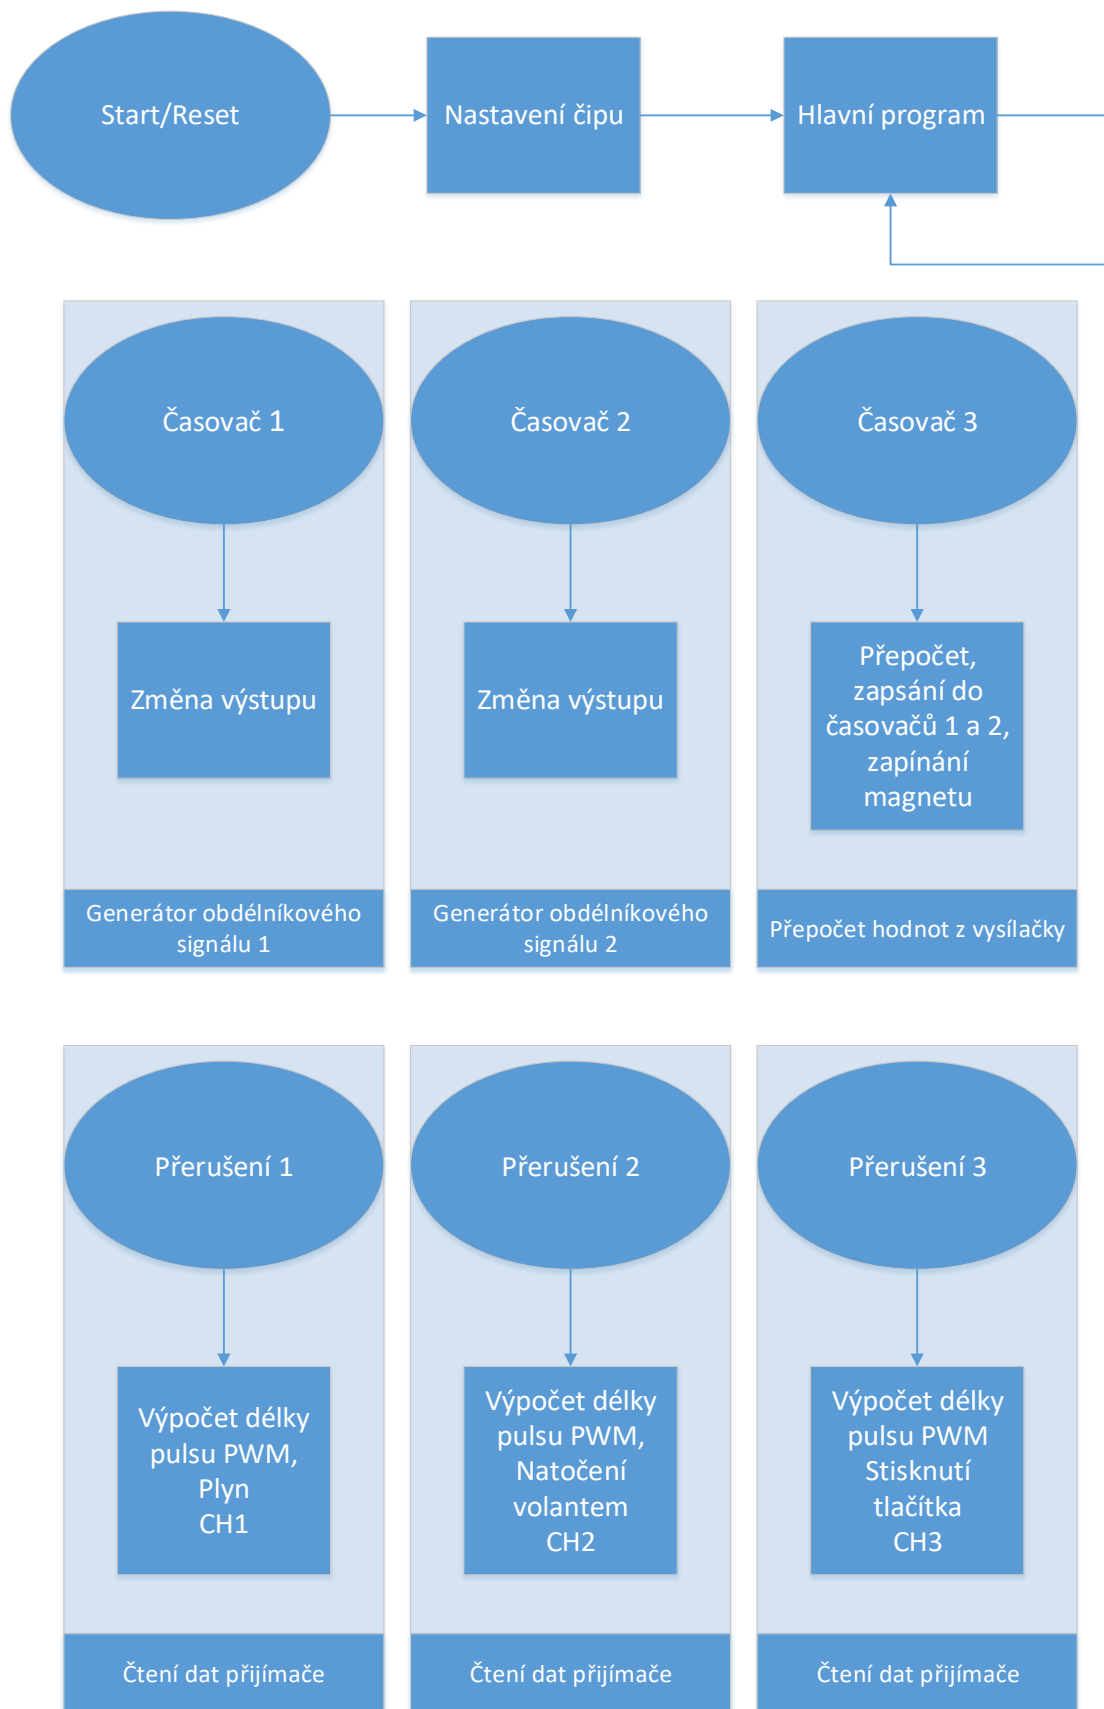 Start/Reset
Nastavení čipu
Hlavní program
Časovač 1
Časovač 2
Časovač 3
Změna výstupu
Změna výstupu
Přepočet,
zapsání do
časovačů 1 a 2,
zapínání
magnetu
Generátor obdélníkového
signálu 1
Generátor obdélníkového
signálu 2
Přepočet hodnot z vysílačky
Přerušení 1
Přerušení 2
Přerušení 3
Výpočet délky
pulsu PWM,
Plyn
CH1
Výpočet délky
pulsu PWM,
Natočení
volantem
CH2
Výpočet délky
pulsu PWM
Stisknutí
tlačítka
CH3
Čtení dat přijímače
Čtení dat přijímače
Čtení dat přijímače